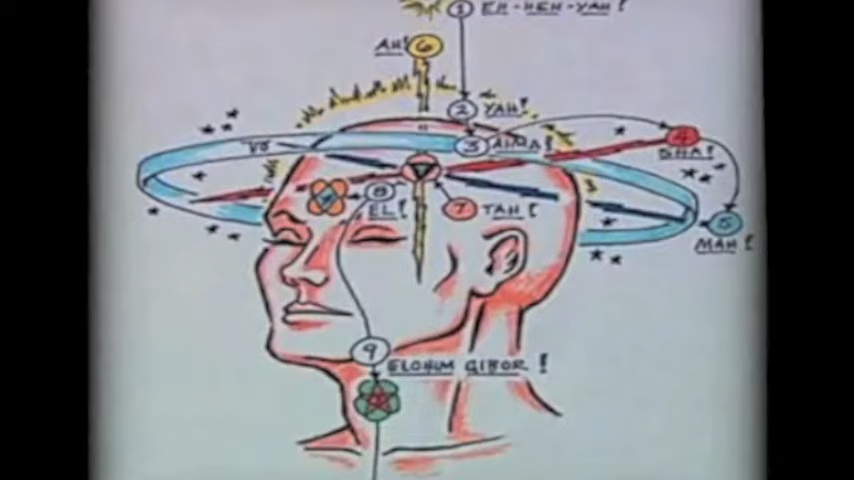 1 EH-HEH-YAH!
AH! 6
2 YAH!
3 AIMA!
4
SHA!
8
EL!
7 TAH!
5
MAH!
9
ELOHIM GIBOR!